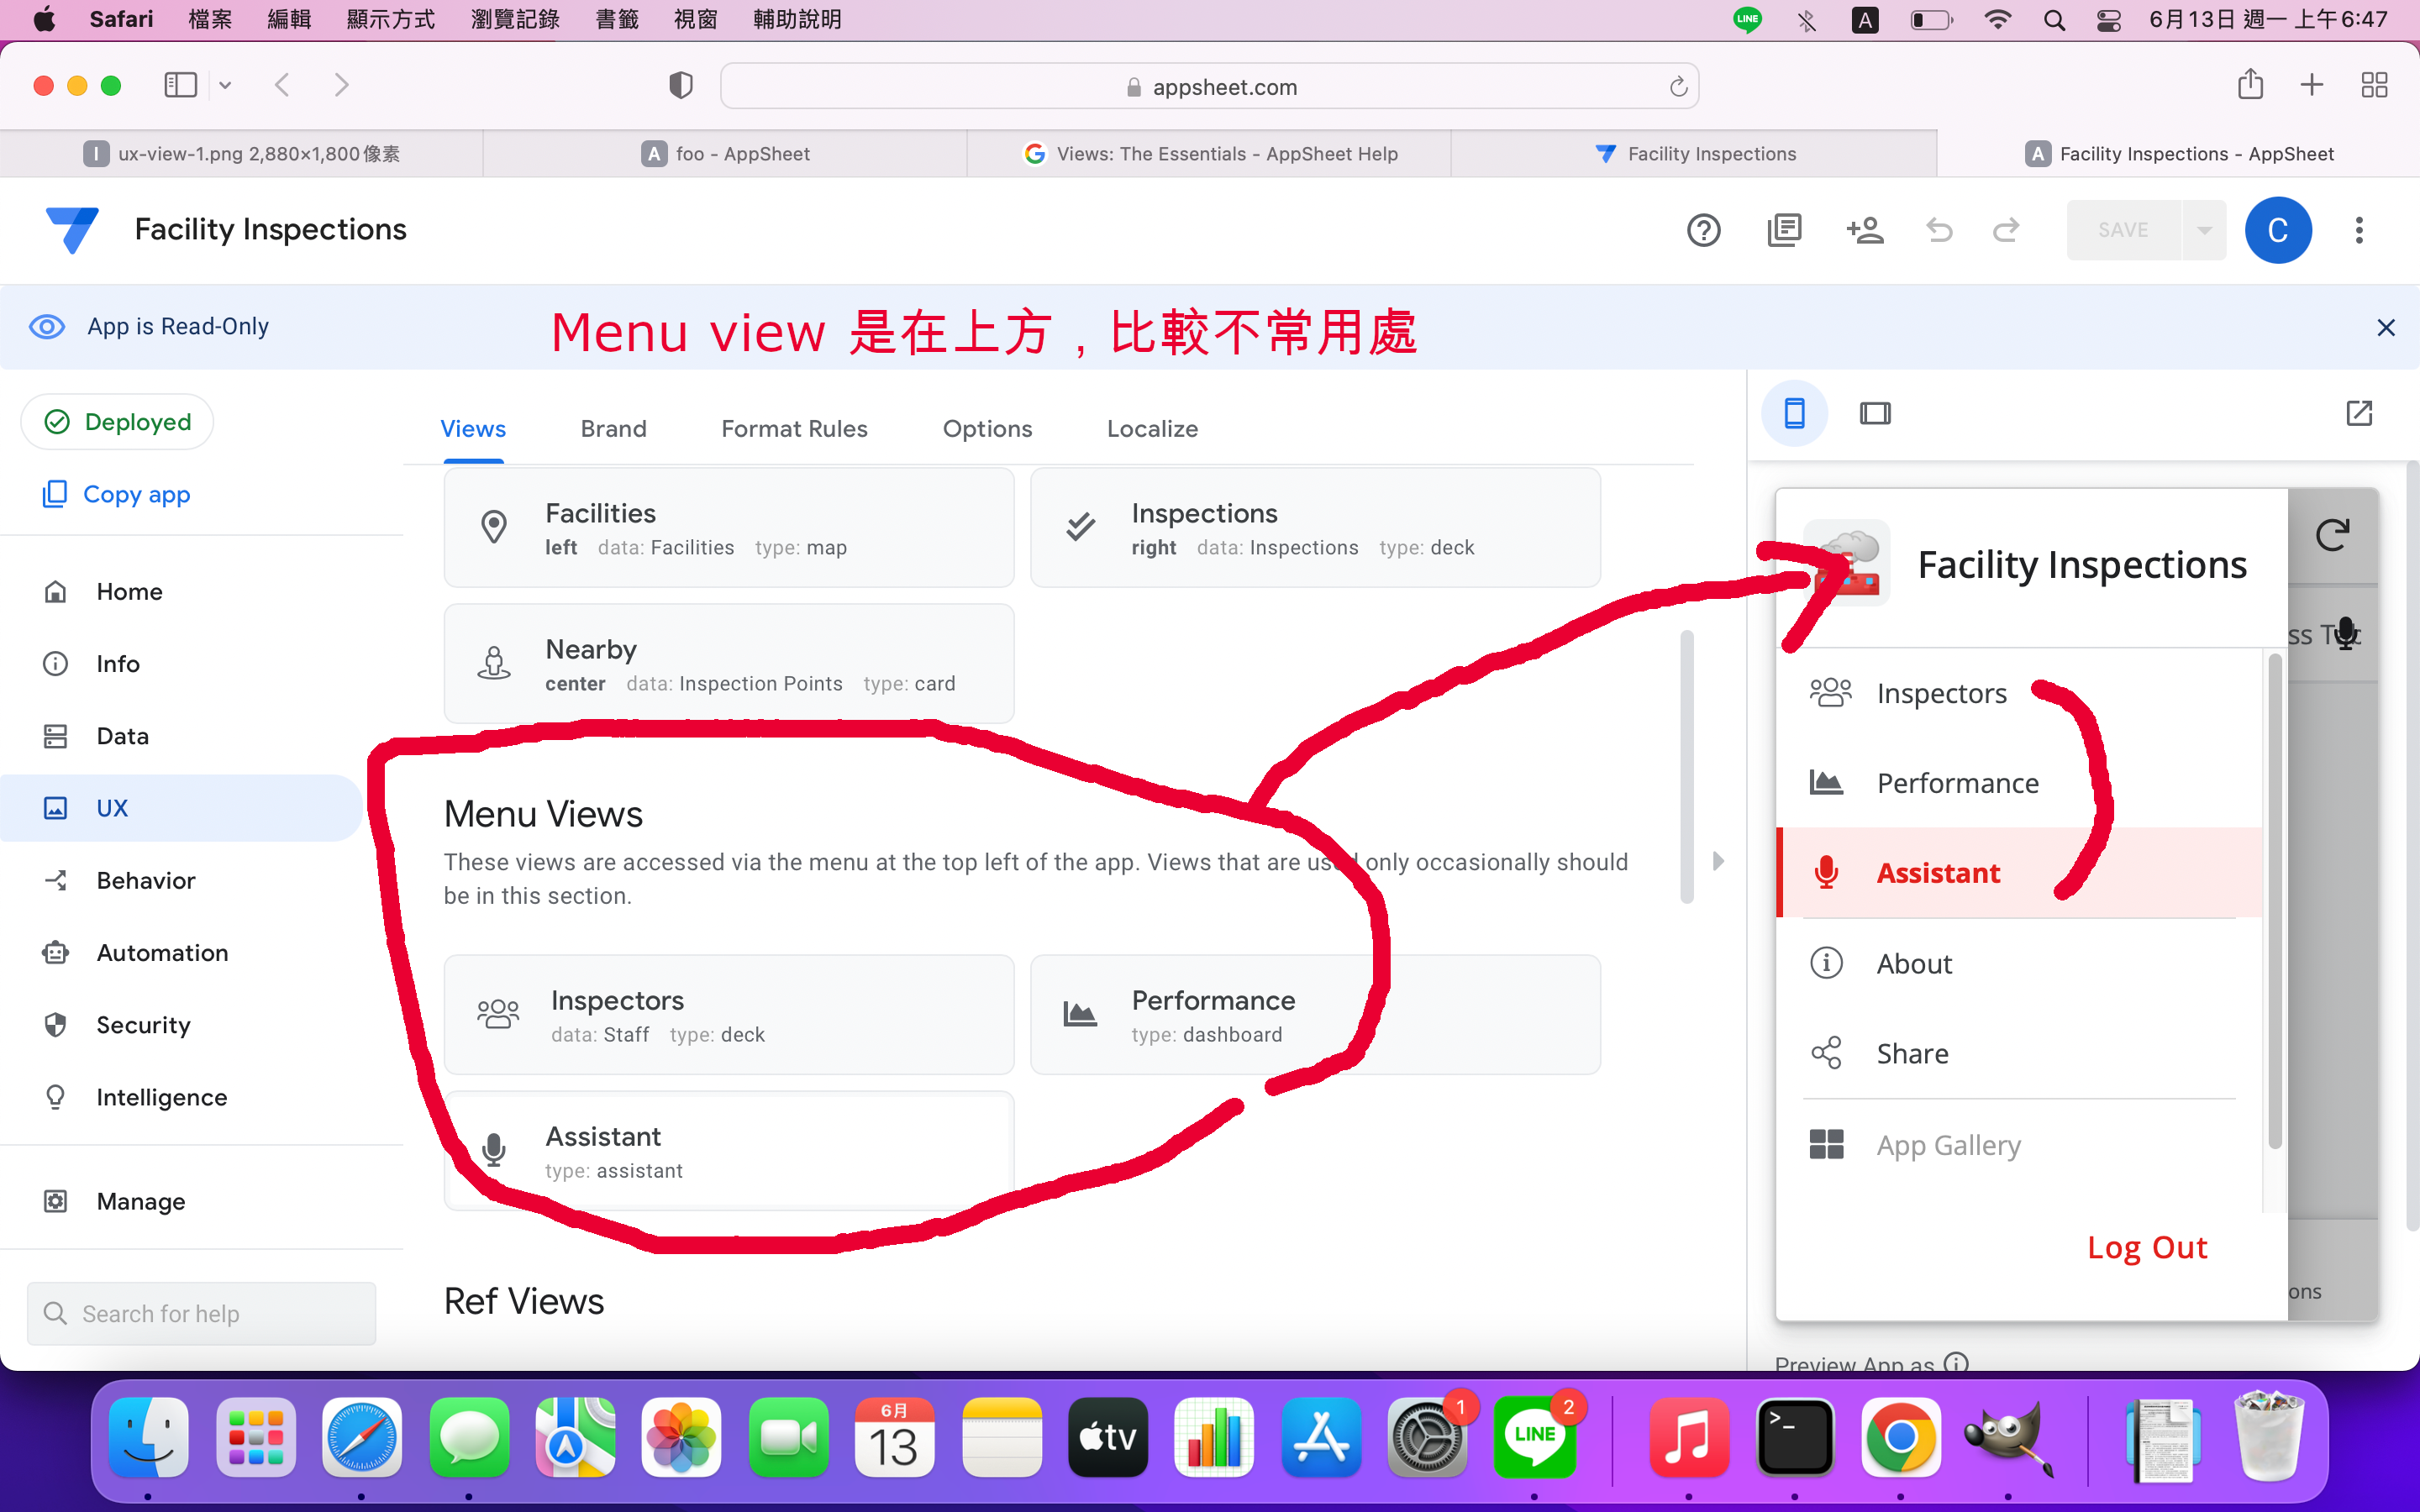 Safari 檔案 編輯 顯示方式 瀏覽記錄 書籤 視窗 輔助說明 LINE A 6月13日 週一 上午6:47
appsheet.com
I ux-view-1.png 2,880×1,800像素 A foo - AppSheet Views: The Essentials - AppSheet Help Facility Inspections A Facility Inspections - AppSheet
Facility Inspections SAVE C
App is Read-Only
Menu view 是在上方，比較不常用處
Deployed
Copy app
Home
Info
Data
UX
Behavior
Automation
Security
Intelligence
Manage
Search for help
Views Brand Format Rules Options Localize
Facilities
left data: Facilities type: map
Inspections
right data: Inspections type: deck
Nearby
center data: Inspection Points type: card
Menu Views
These views are accessed via the menu at the top left of the app. Views that are used only occasionally should
be in this section.
Inspectors
data: Staff type: deck
Performance
type: dashboard
Assistant
type: assistant
Ref Views
Facility Inspections
Inspectors
Performance
Assistant
About
Share
App Gallery
Log Out
ons
Preview App as
6月
13
tv
1
LINE
2